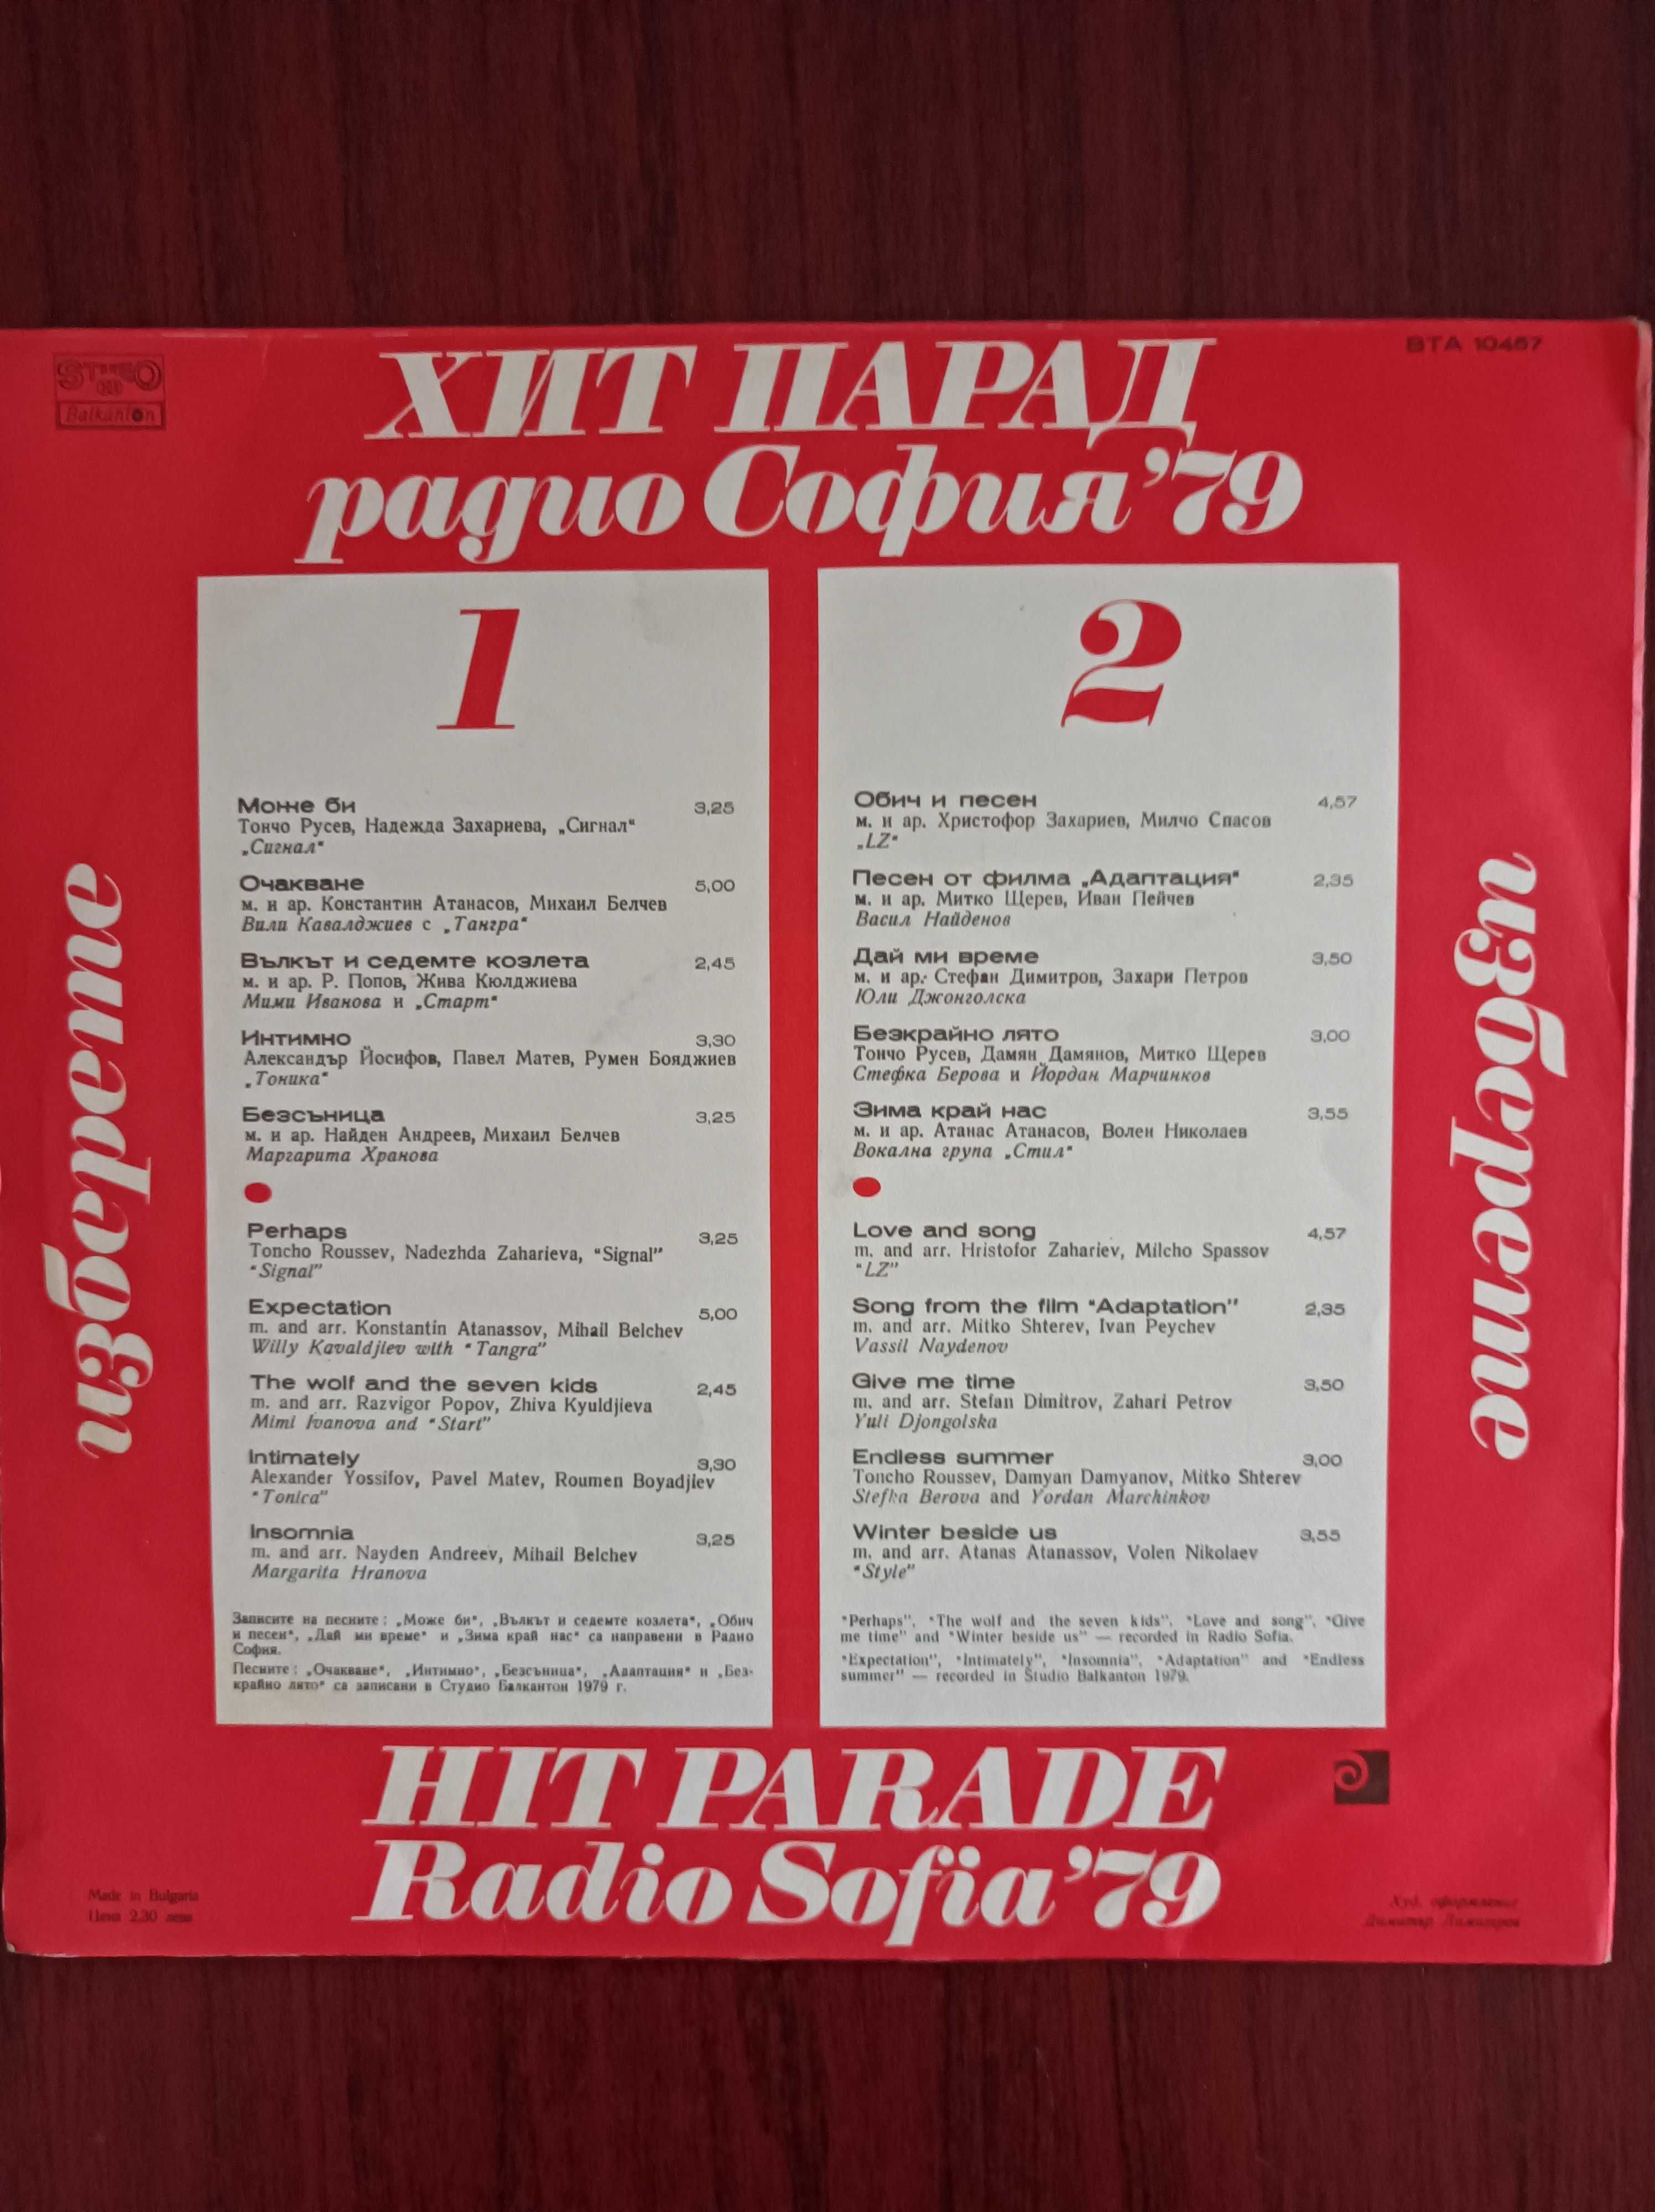 STEREO
Balkanton
BTA 10467
ХИТ ПАРАД
радио София '79
изберете
1
Може би 3,25
Тончо Русев, Надежда Захариева, „Сигнал“
„Сигнал“
Очакване 5,00
м. и ар. Константин Атанасов, Михаил Белчев
Вили Кавалджиев с „Тангра“
Вълкът и седемте козлета 2,45
м. и ар. Р. Попов, Жива Кюлджиева
Мими Иванова и „Старт“
Интимно 3,30
Александър Йосифов, Павел Матев, Румен Бояджиев
„Тоника“
Безсъница 3,25
м. и ар. Найден Андреев, Михаил Белчев
Маргарита Хранова
Perhaps 3,25
Toncho Roussev, Nadezhda Zaharieva, “Signal”
“Signal”
Expectation 5,00
m. and arr. Konstantin Atanassov, Mihail Belchev
Willy Kavaldjiev with “Tangra”
The wolf and the seven kids 2,45
m. and arr. Razvigor Popov, Zhiva Kyuldjieva
Mimi Ivanova and “Start”
Intimately 3,30
Alexander Yossifov, Pavel Matev, Roumen Boyadjiev
“Tonica”
Insomnia 3,25
m. and arr. Nayden Andreev, Mihail Belchev
Margarita Hranova
Записите на песните: „Може би“, „Вълкът и седемте козлета“, „Обич
и песен“, „Дай ми време“ и „Зима край нас“ са направени в Радио
София.
Песните: „Очакване“, „Интимно“, „Безсъница“, „Адаптация“ и „Без-
крайно лято“ са записани в Студио Балкантон 1979 г.
2
Обич и песен 4,57
м. и ар. Христофор Захариев, Милчо Спасов
„LZ“
Песен от филма „Адаптация“ 2,35
м. и ар. Митко Щерев, Иван Пейчев
Васил Найденов
Дай ми време 3,50
м. и ар. Стефан Димитров, Захари Петров
Юли Джонголска
Безкрайно лято 3,00
Тончо Русев, Дамян Дамянов, Митко Щерев
Стефка Берова и Йордан Марчинков
Зима край нас 3,55
м. и ар. Атанас Атанасов, Волен Николаев
Вокална група „Стил“
Love and song 4,57
m. and arr. Hristofor Zahariev, Milcho Spassov
“LZ”
Song from the film “Adaptation” 2,35
m. and arr. Mitko Shterev, Ivan Peychev
Vassil Naydenov
Give me time 3,50
m. and arr. Stefan Dimitrov, Zahari Petrov
Yuli Djongolska
Endless summer 3,00
Toncho Roussev, Damyan Damyanov, Mitko Shterev
Stefka Berova and Yordan Marchinkov
Winter beside us 3,55
m. and arr. Atanas Atanassov, Volen Nikolaev
“Style”
“Perhaps”, “The wolf and the seven kids”, “Love and song”, “Give
me time” and “Winter beside us” — recorded in Radio Sofia.
“Expectation”, “Intimately”, “Insomnia”, “Adaptation” and “Endless
summer” — recorded in Studio Balkanton 1979.
изберете
HIT PARADE
Radio Sofia '79
Made in Bulgaria
Цена 2,30 лева
Худ. оформление
Димитър